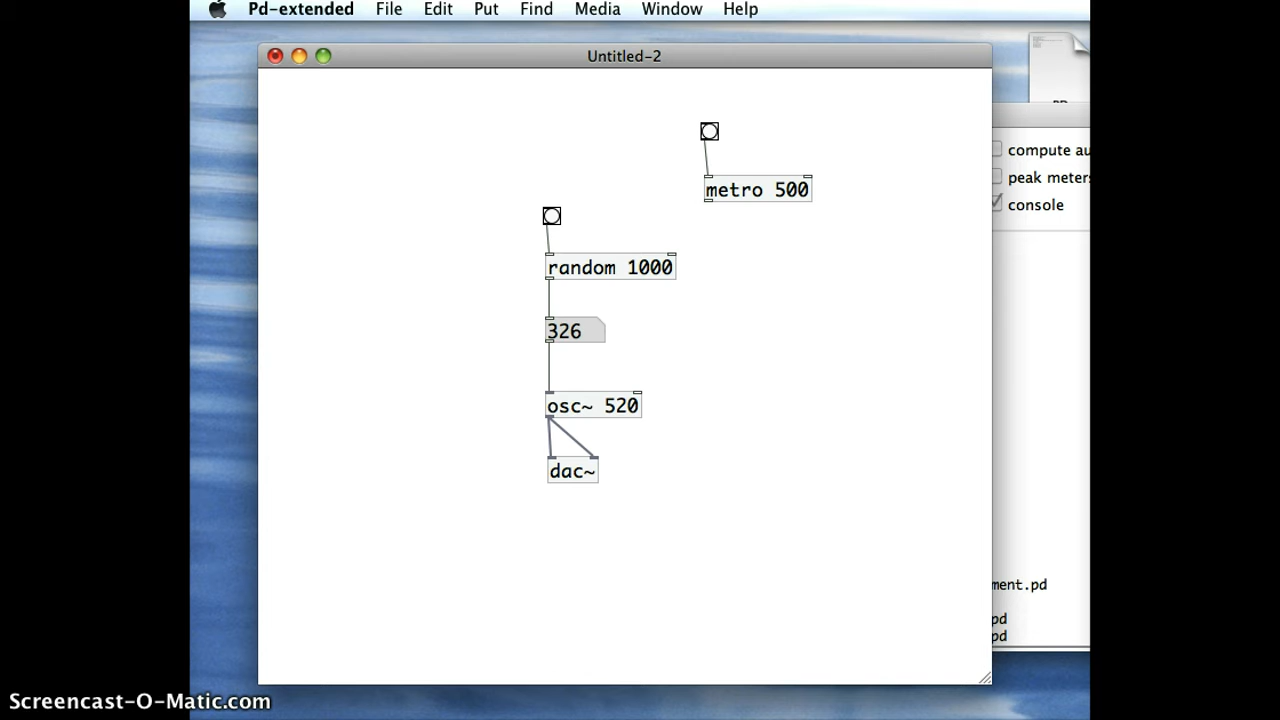 Pd-extended File Edit Put Find Media Window Help
Untitled-2
compute au
metro 500
peak meters
console
random 1000
326
osc~ 520
dac~
ment.pd
pd
pd
Screencast-O-Matic.com